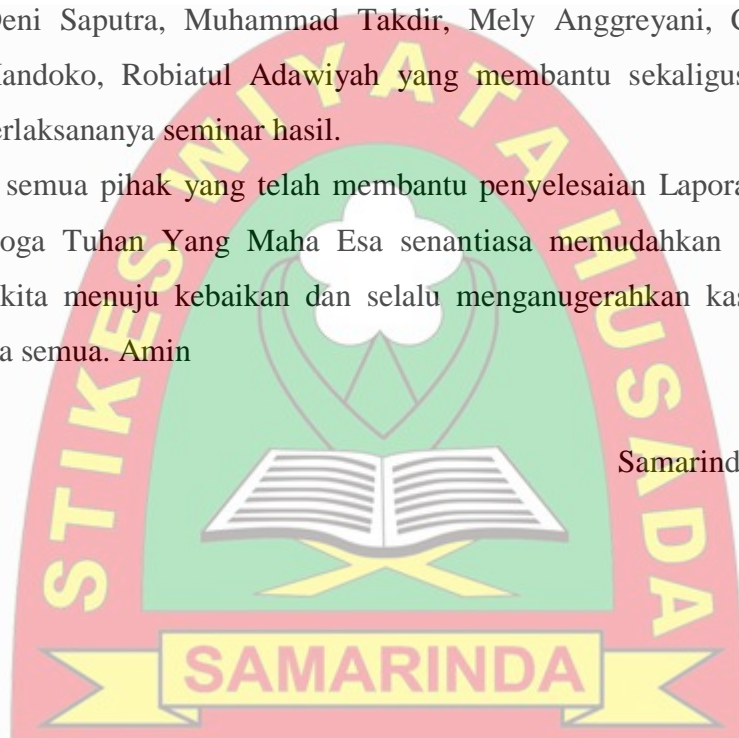 Deni Saputra, Muhammad Takdir, Mely Anggreyani,
Handoko, Robiatul Adawiyah yang membantu sekaligus
erlaksananya seminar hasil.
semua pihak yang telah membantu penyelesaian Lapora
oga Tuhan Yang Maha Esa senantiasa memudahkan
kita menuju kebaikan dan selalu menganugerahkan kas
a semua. Amin
Samarind
STIKES WIYATA HUSADA
SAMARINDA